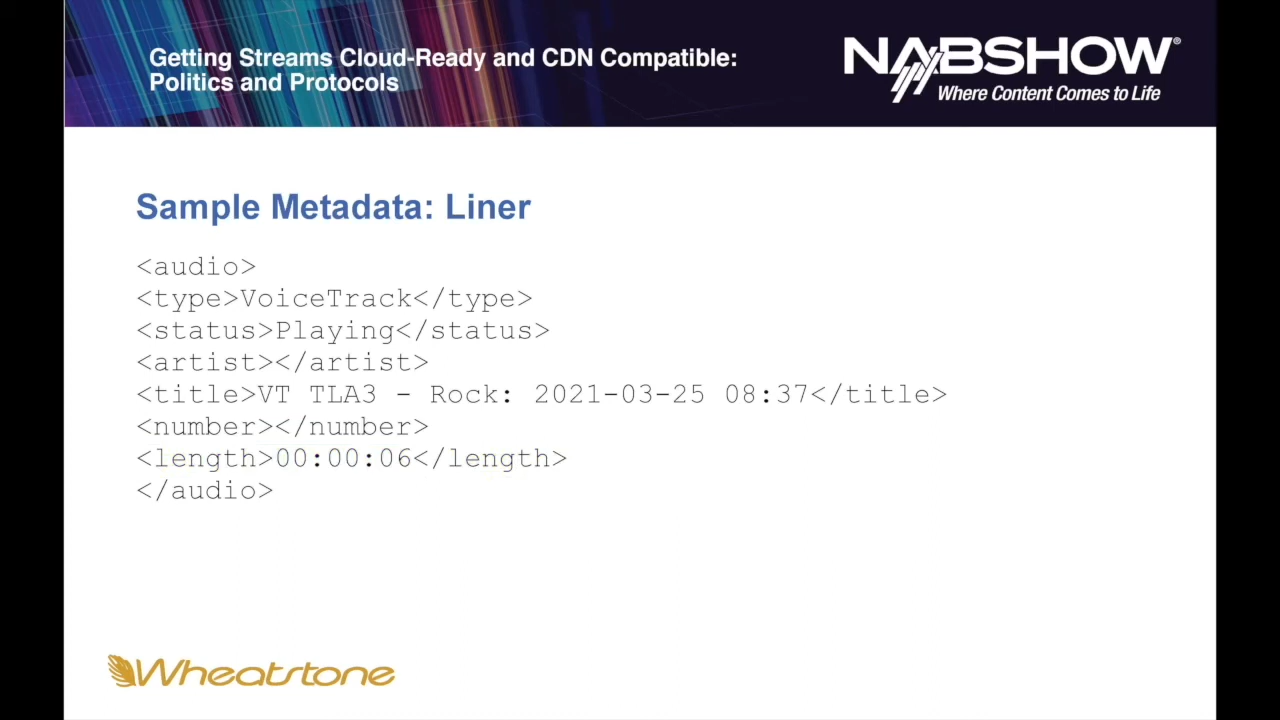 Getting Streams Cloud-Ready and CDN Compatible:
Politics and Protocols
NABSHOW®
Where Content Comes to Life
Sample Metadata: Liner
<audio>
<type>VoiceTrack</type>
<status>Playing</status>
<artist></artist>
<title>VT TLA3 - Rock: 2021-03-25 08:37</title>
<number></number>
<length>00:00:06</length>
</audio>
Wheatstone